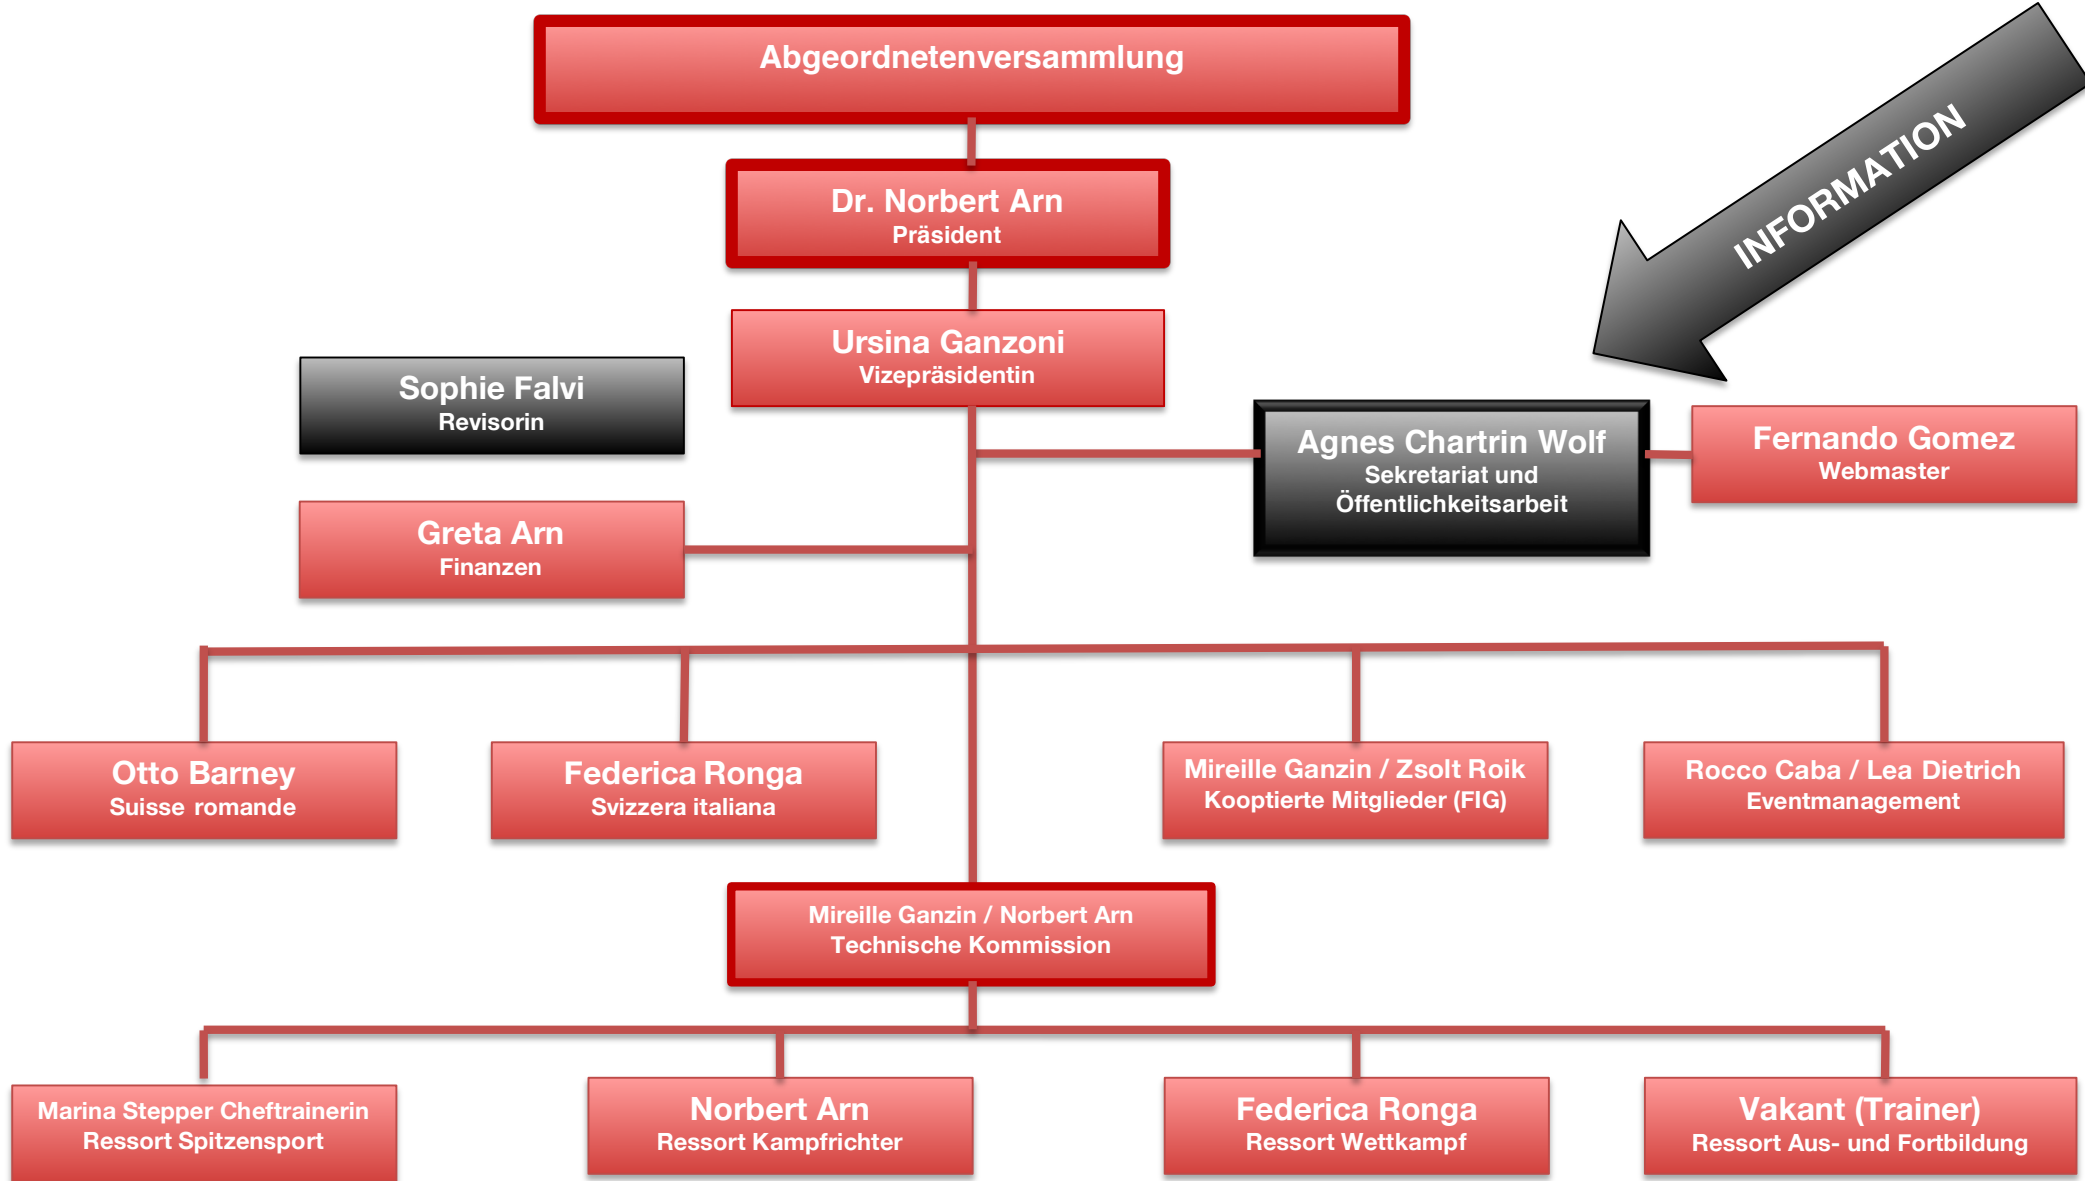 Abgeordnetenversammlung
INFORMATION
Dr. Norbert Arn
Präsident
Ursina Ganzoni
Vizepräsidentin
Sophie Falvi
Revisorin
Agnes Chartrin Wolf
Sekretariat und
Öffentlichkeitsarbeit
Fernando Gomez
Webmaster
Greta Arn
Finanzen
Otto Barney
Suisse romande
Federica Ronga
Svizzera italiana
Mireille Ganzin / Zsolt Roik
Kooptierte Mitglieder (FIG)
Rocco Caba / Lea Dietrich
Eventmanagement
Mireille Ganzin / Norbert Arn
Technische Kommission
Marina Stepper Cheftrainerin
Ressort Spitzensport
Norbert Arn
Ressort Kampfrichter
Federica Ronga
Ressort Wettkampf
Vakant (Trainer)
Ressort Aus- und Fortbildung